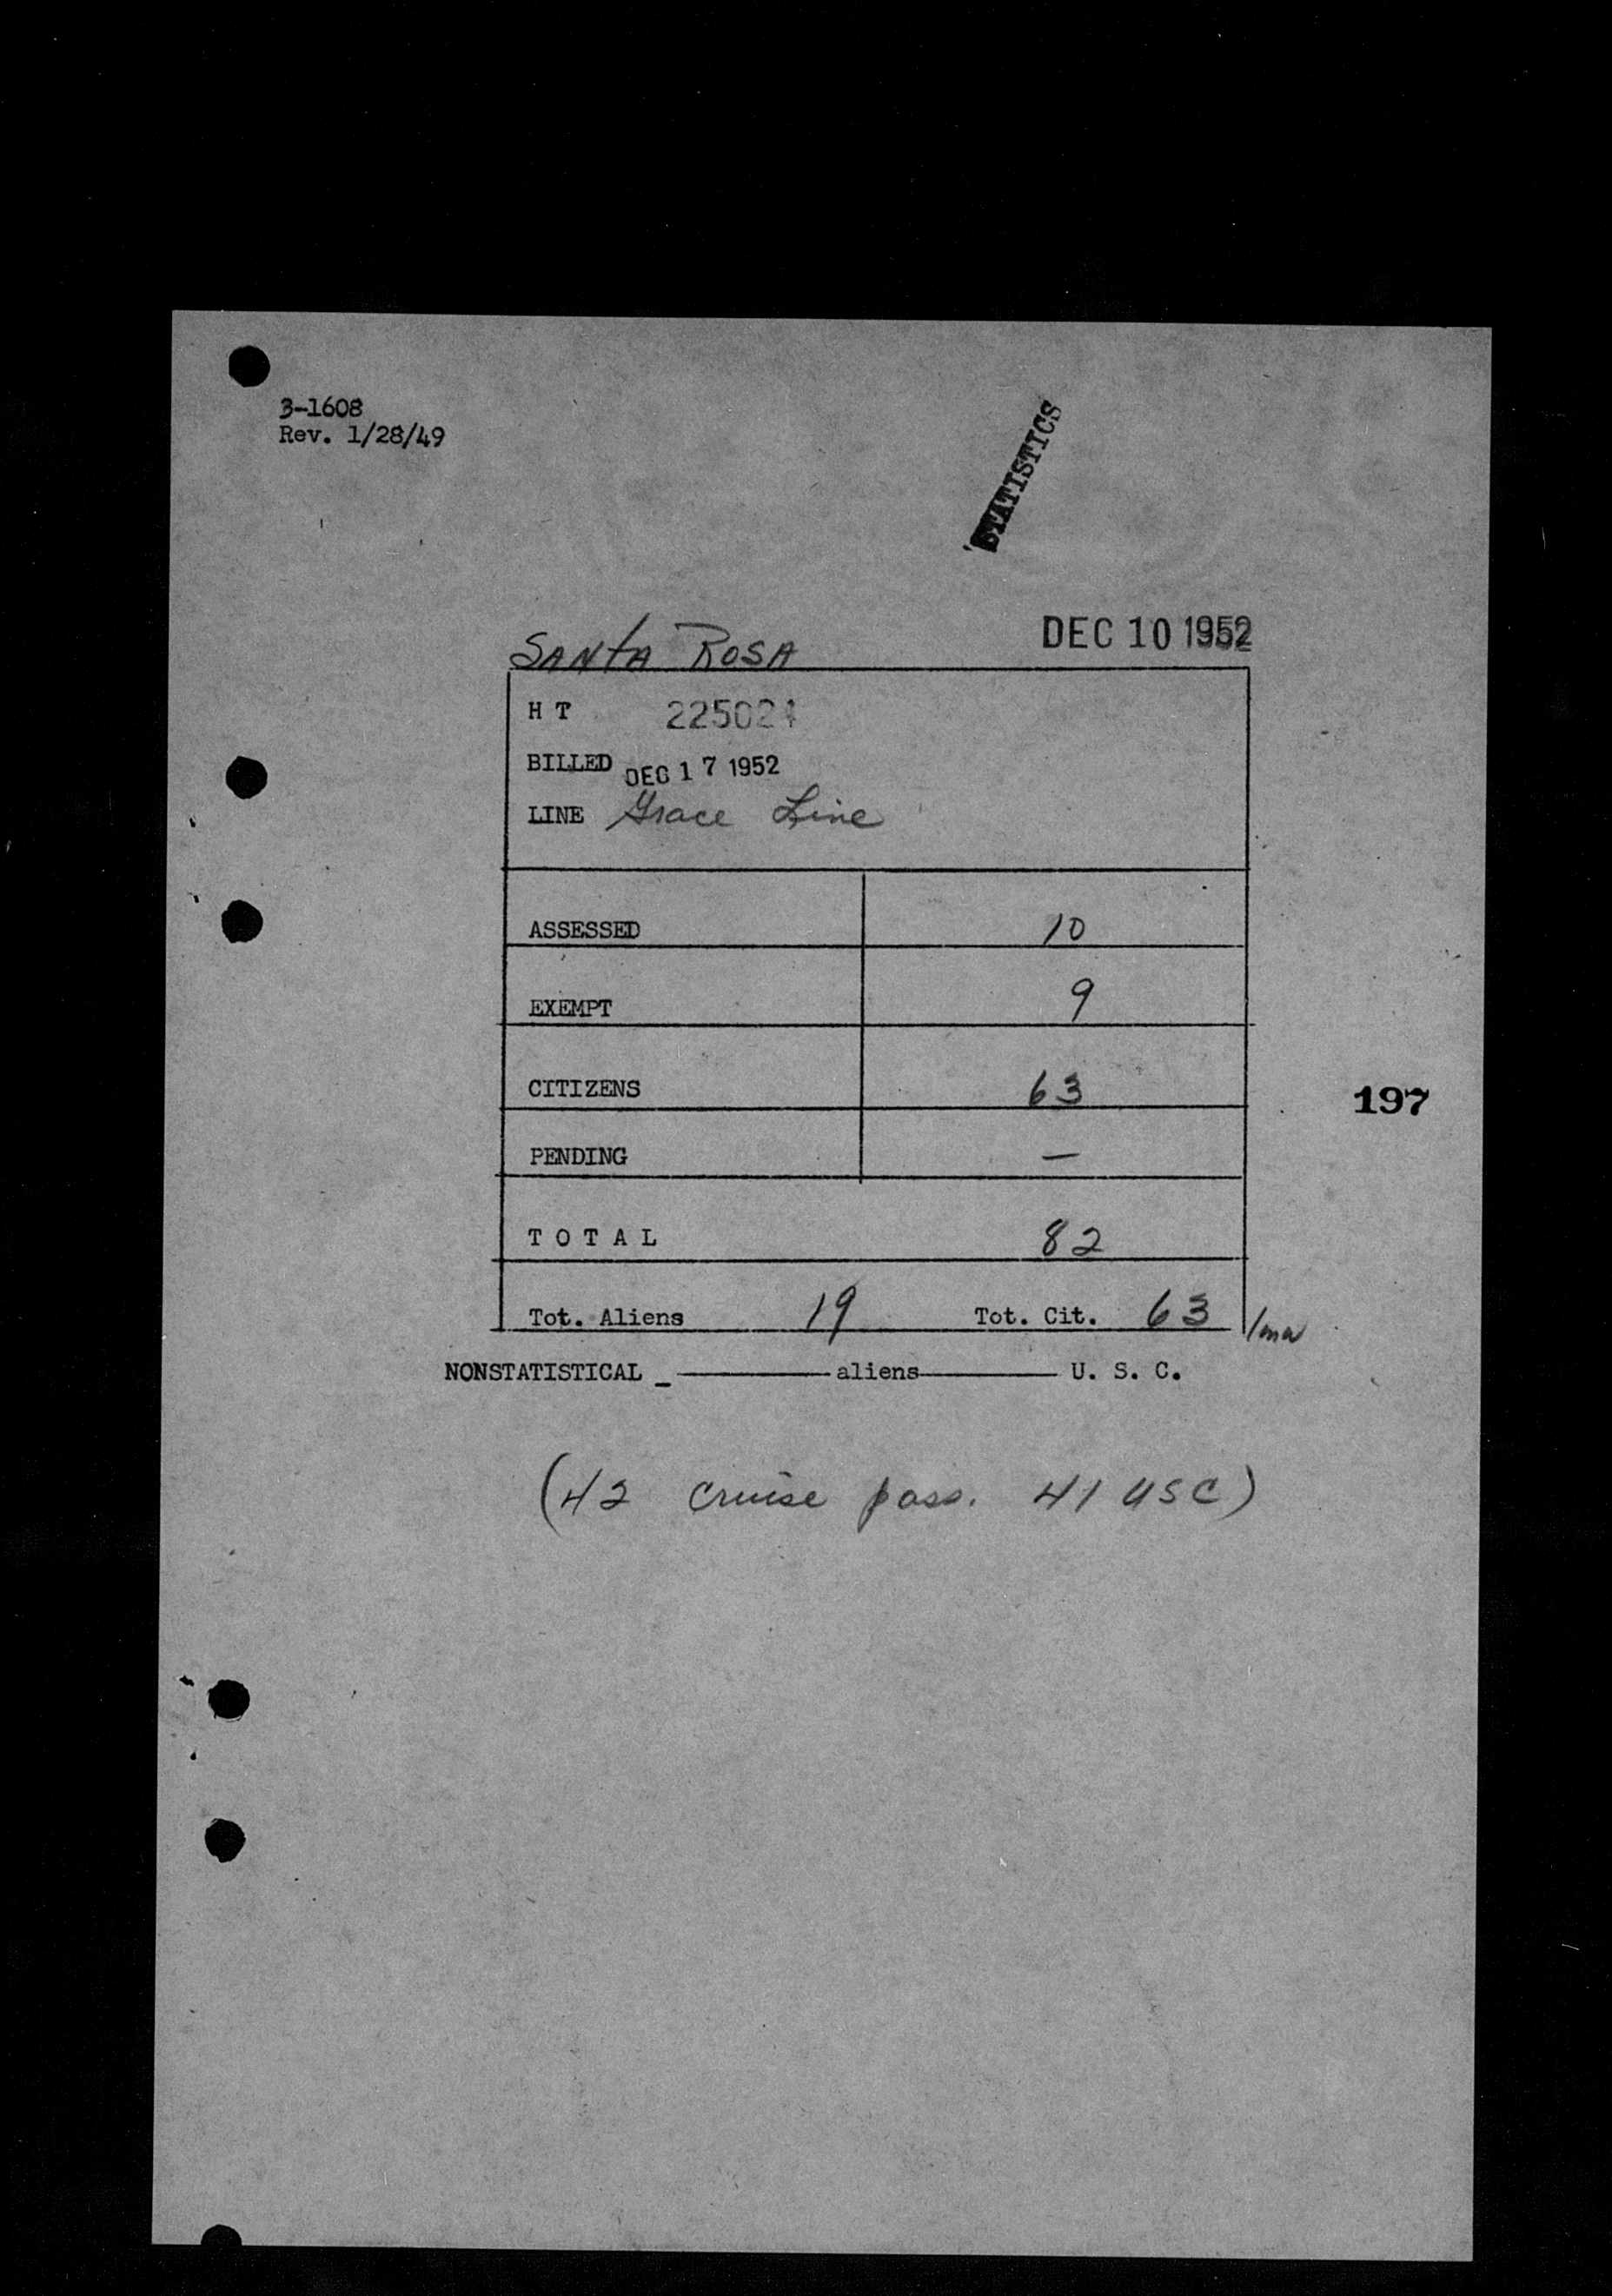 3-1608
Rev. 1/28/49
STATISTICS
SANTA ROSA DEC 10 1952
H T 225024
BILLED DEC 17 1952
LINE Grace Line
ASSESSED 10
EXEMPT 9
CITIZENS 63
197
PENDING —
T O T A L 82
Tot. Aliens 19 Tot. Cit. 63
NONSTATISTICAL _ ———— aliens ———— U. S. C.
(42 cruise pass. 41 USC)